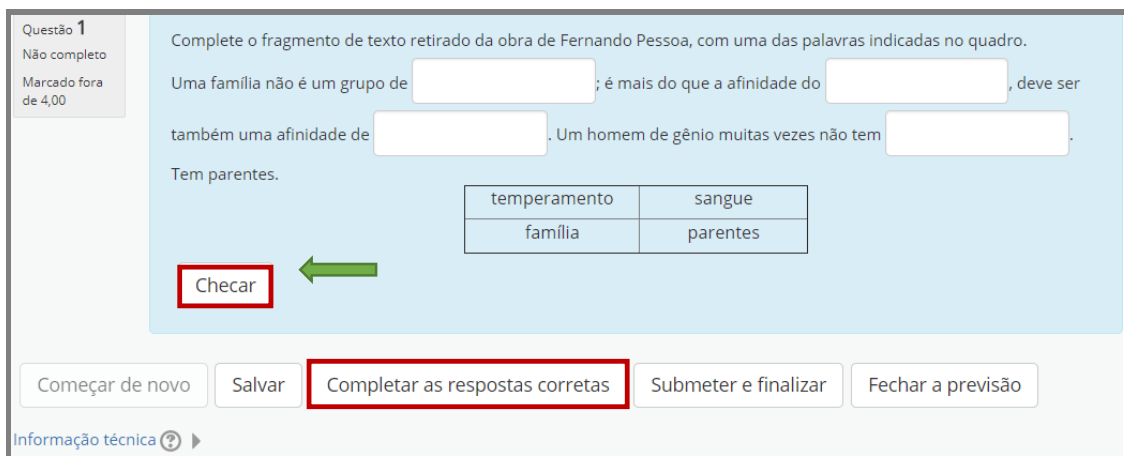 Questão 1
Não completo
Marcado fora
de 4,00
Complete o fragmento de texto retirado da obra de Fernando Pessoa, com uma das palavras indicadas no quadro.
Uma família não é um grupo de ; é mais do que a afinidade do , deve ser
também uma afinidade de . Um homem de gênio muitas vezes não tem .
Tem parentes.
temperamento sangue
família parentes
Checar
Começar de novo Salvar Completar as respostas corretas Submeter e finalizar Fechar a previsão
Informação técnica ?